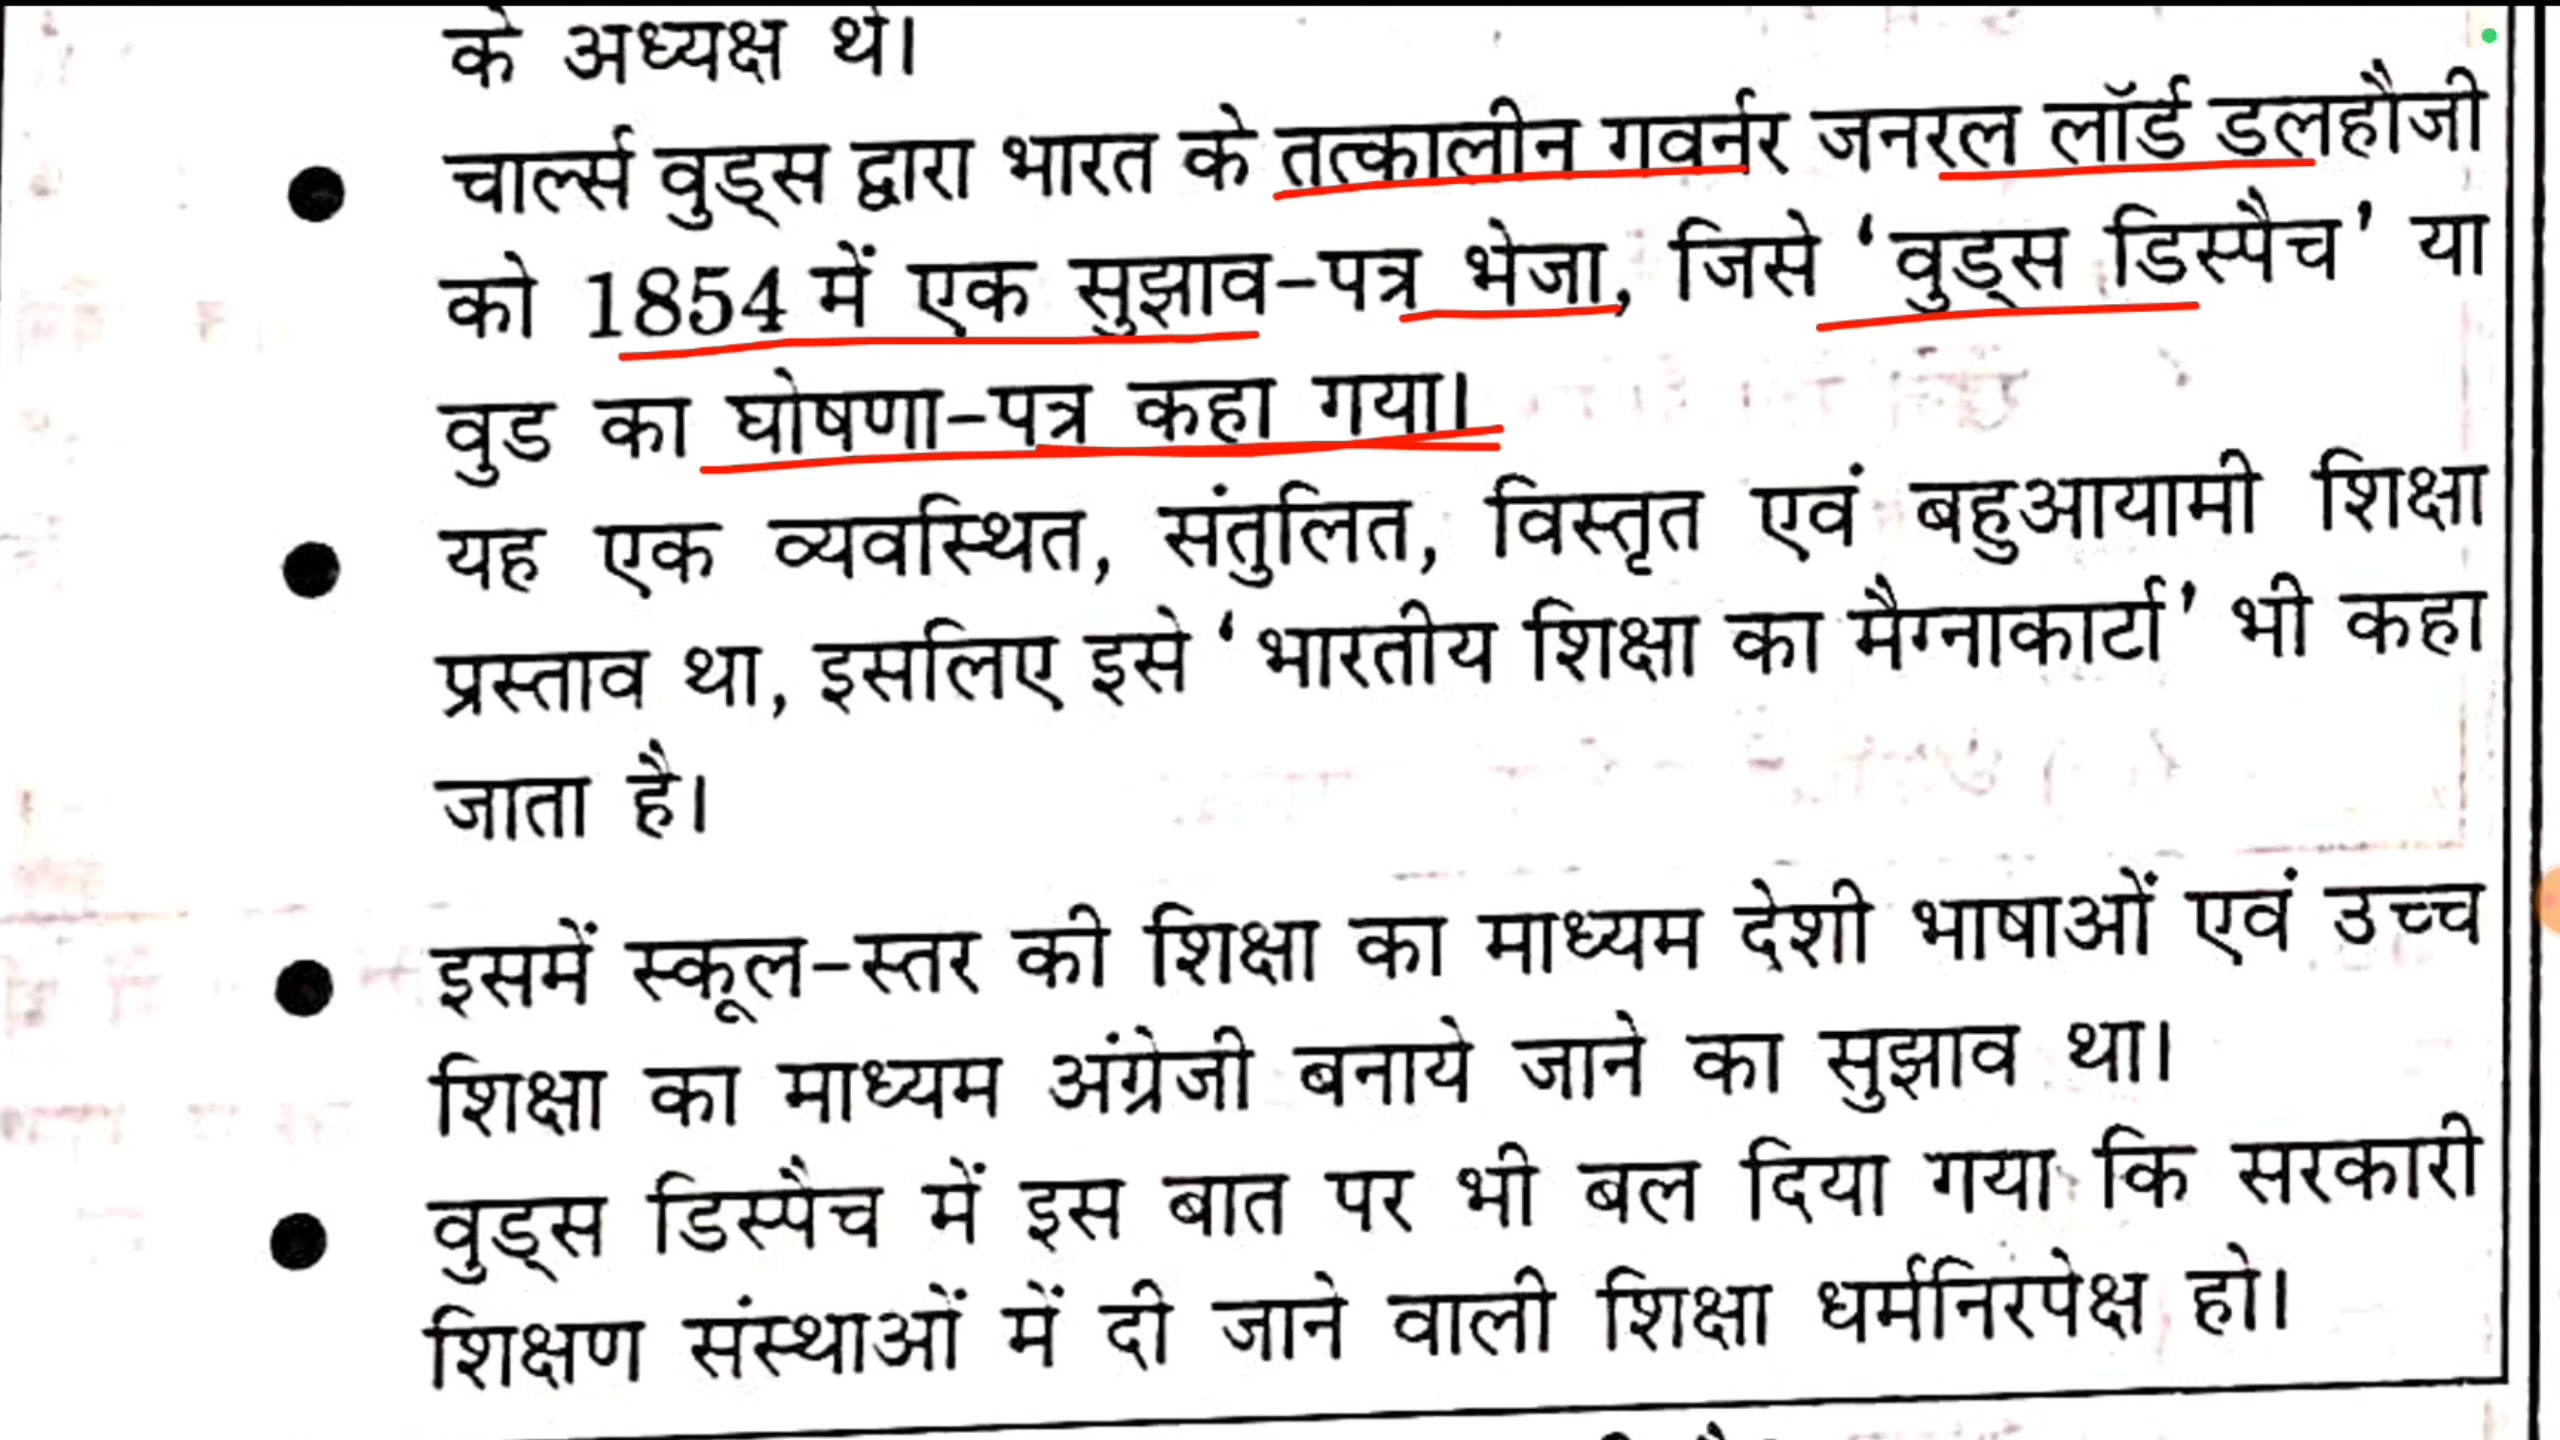 के अध्यक्ष थे।
● चार्ल्स वुड्स द्वारा भारत के तत्कालीन गवर्नर जनरल लॉर्ड डलहौजी
को 1854 में एक सुझाव-पत्र भेजा, जिसे ‘वुड्स डिस्पैच’ या
वुड का घोषणा-पत्र कहा गया।
● यह एक व्यवस्थित, संतुलित, विस्तृत एवं बहुआयामी शिक्षा
प्रस्ताव था, इसलिए इसे ‘भारतीय शिक्षा का मैग्नाकार्टा’ भी कहा
जाता है।
● इसमें स्कूल-स्तर की शिक्षा का माध्यम देशी भाषाओं एवं उच्च
शिक्षा का माध्यम अंग्रेजी बनाये जाने का सुझाव था।
● वुड्स डिस्पैच में इस बात पर भी बल दिया गया कि सरकारी
शिक्षण संस्थाओं में दी जाने वाली शिक्षा धर्मनिरपेक्ष हो।